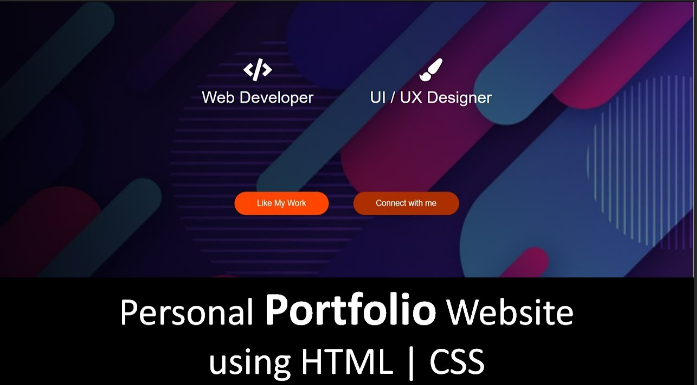 Web Developer UI / UX Designer
Like My Work Connect with me
Personal Portfolio Website
using HTML | CSS